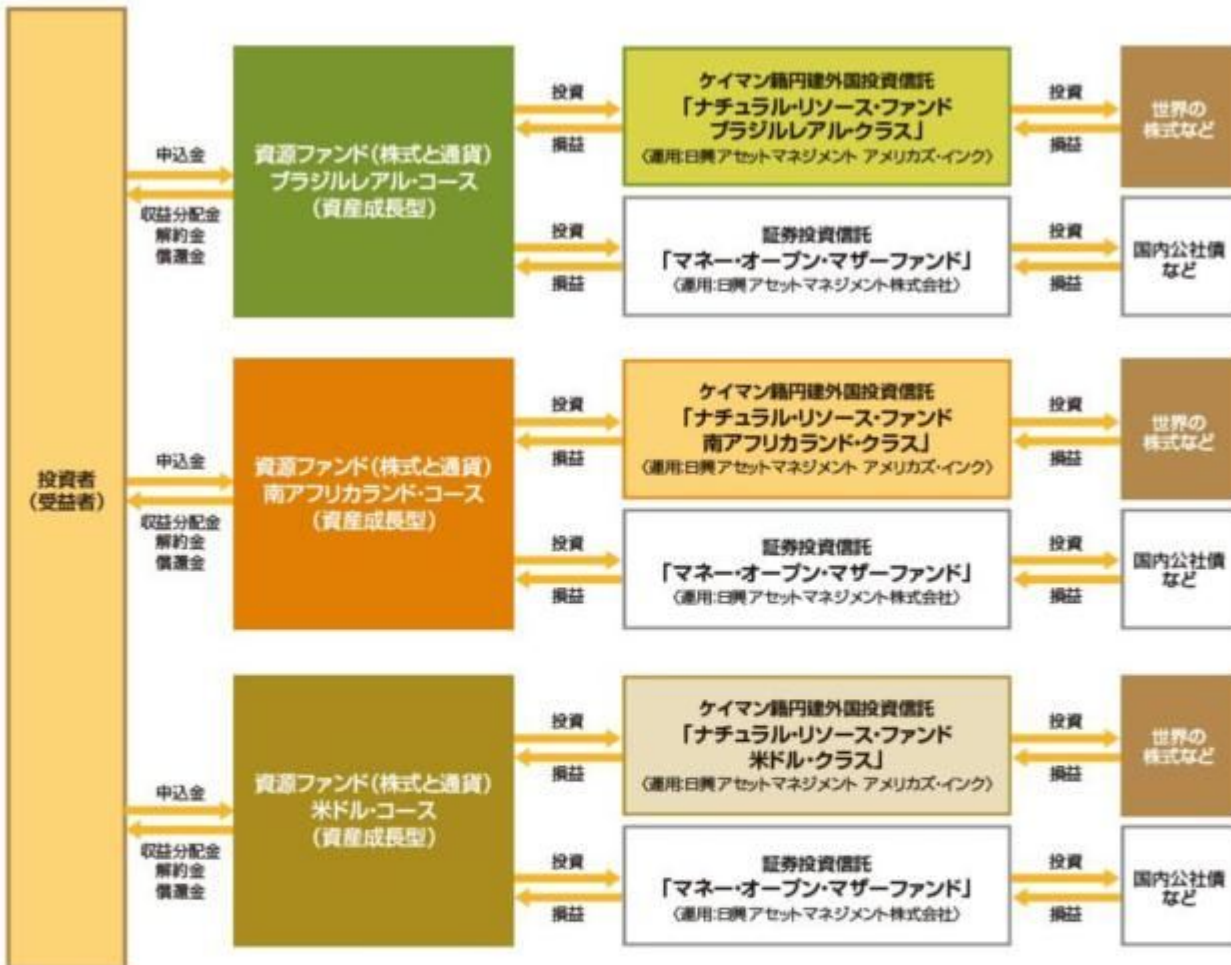 投資者
(受益者)
申込金
収益分配金
解約金
償還金
資源ファンド(株式と通貨)
ブラジルレアル・コース
(資産成長型)
投資
損益
ケイマン籍円建外国投資信託
「ナチュラル・リソース・ファンド
ブラジルレアル・クラス」
〈運用:日興アセットマネジメント アメリカズ・インク〉
投資
損益
世界の
株式など
投資
損益
証券投資信託
「マネー・オープン・マザーファンド」
〈運用:日興アセットマネジメント株式会社〉
投資
損益
国内公社債
など
申込金
収益分配金
解約金
償還金
資源ファンド(株式と通貨)
南アフリカランド・コース
(資産成長型)
投資
損益
ケイマン籍円建外国投資信託
「ナチュラル・リソース・ファンド
南アフリカランド・クラス」
〈運用:日興アセットマネジメント アメリカズ・インク〉
投資
損益
世界の
株式など
投資
損益
証券投資信託
「マネー・オープン・マザーファンド」
〈運用:日興アセットマネジメント株式会社〉
投資
損益
国内公社債
など
申込金
収益分配金
解約金
償還金
資源ファンド(株式と通貨)
米ドル・コース
(資産成長型)
投資
損益
ケイマン籍円建外国投資信託
「ナチュラル・リソース・ファンド
米ドル・クラス」
〈運用:日興アセットマネジメント アメリカズ・インク〉
投資
損益
世界の
株式など
投資
損益
証券投資信託
「マネー・オープン・マザーファンド」
〈運用:日興アセットマネジメント株式会社〉
投資
損益
国内公社債
など